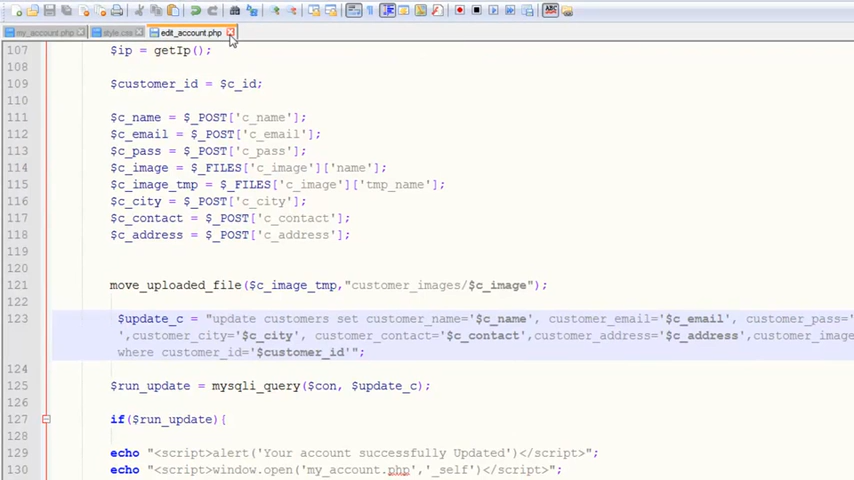 my_account.php style.css edit_account.php
107 $ip = getIp();
108
109 $customer_id = $c_id;
110
111 $c_name = $_POST['c_name'];
112 $c_email = $_POST['c_email'];
113 $c_pass = $_POST['c_pass'];
114 $c_image = $_FILES['c_image']['name'];
115 $c_image_tmp = $_FILES['c_image']['tmp_name'];
116 $c_city = $_POST['c_city'];
117 $c_contact = $_POST['c_contact'];
118 $c_address = $_POST['c_address'];
119
120
121 move_uploaded_file($c_image_tmp,"customer_images/$c_image");
122
123 $update_c = "update customers set customer_name='$c_name', customer_email='$c_email', customer_pass='
',customer_city='$c_city', customer_contact='$c_contact',customer_address='$c_address',customer_image
where customer_id='$customer_id'";
124
125 $run_update = mysqli_query($con, $update_c);
126
127 if($run_update){
128
129 echo "<script>alert('Your account successfully Updated')</script>";
130 echo "<script>window.open('my_account.php','_self')</script>";